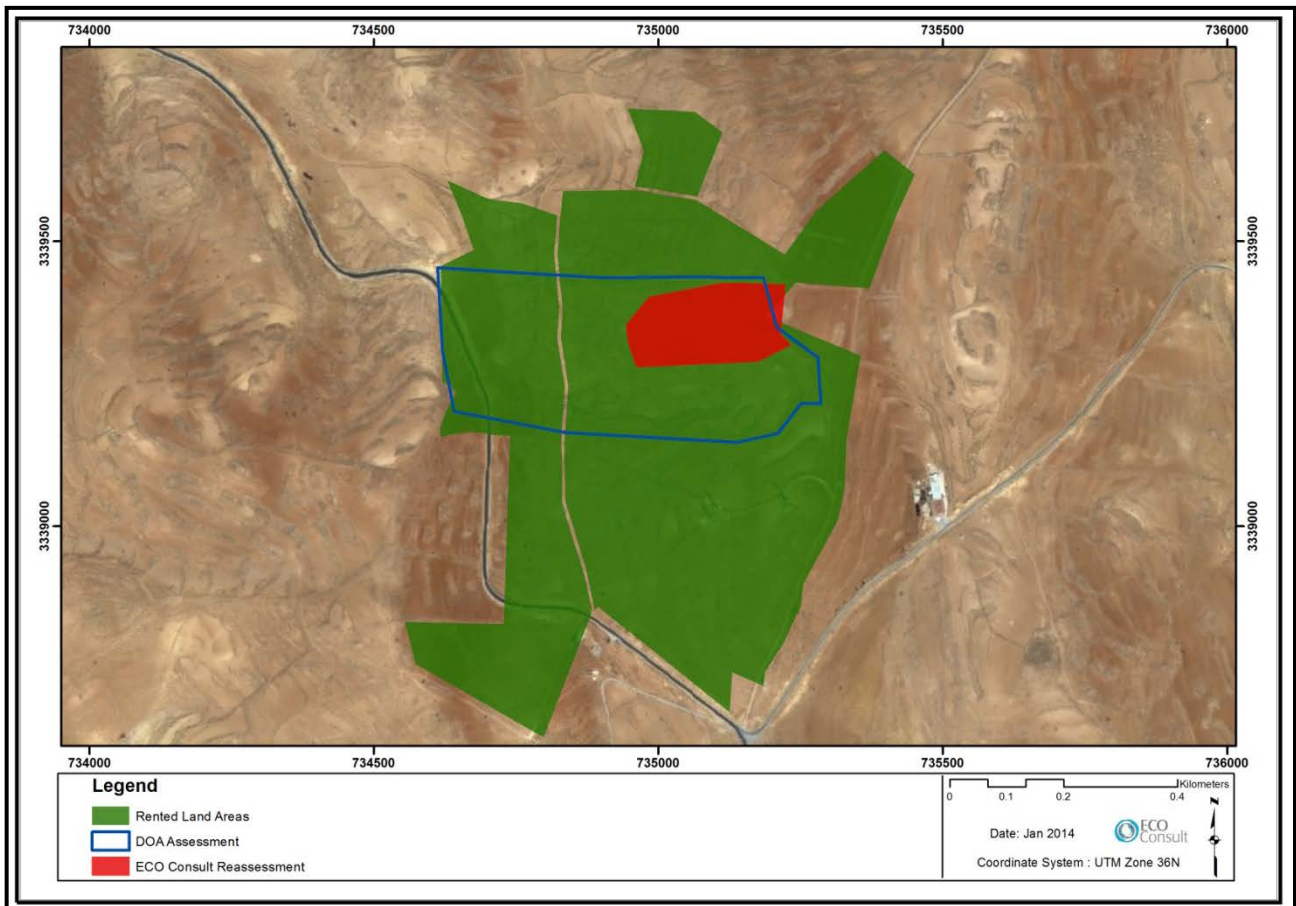 734000 734500 735000 735500 736000
3339500 3339500
3339000 3339000
734000 734500 735000 735500 736000
Legend
Rented Land Areas
DOA Assessment
ECO Consult Reassessment
Kilometers
0 0.1 0.2 0.4
N
Date: Jan 2014
ECO
Consult
Coordinate System : UTM Zone 36N